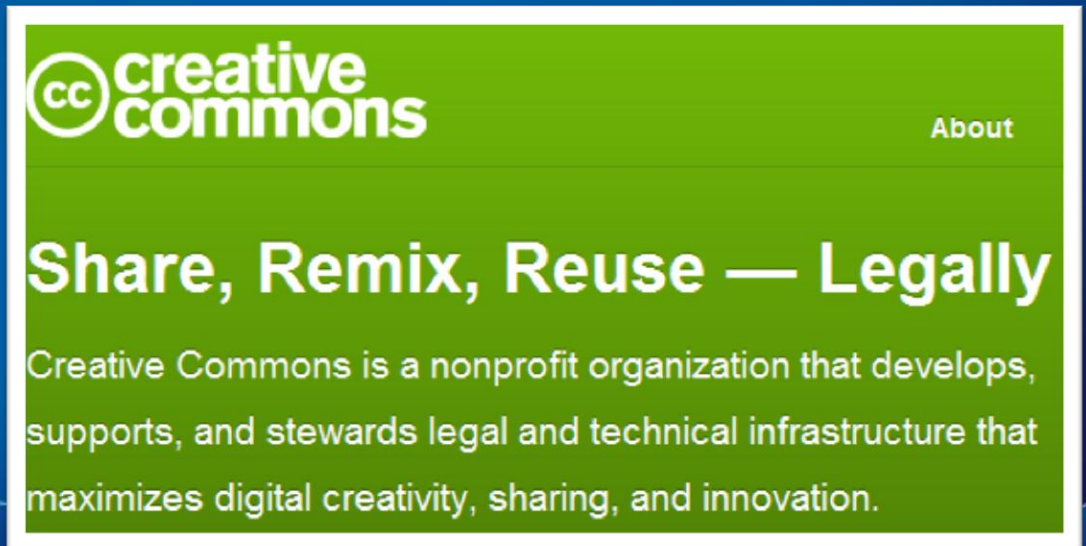 cc creative
commons
About
Share, Remix, Reuse — Legally
Creative Commons is a nonprofit organization that develops,
supports, and stewards legal and technical infrastructure that
maximizes digital creativity, sharing, and innovation.